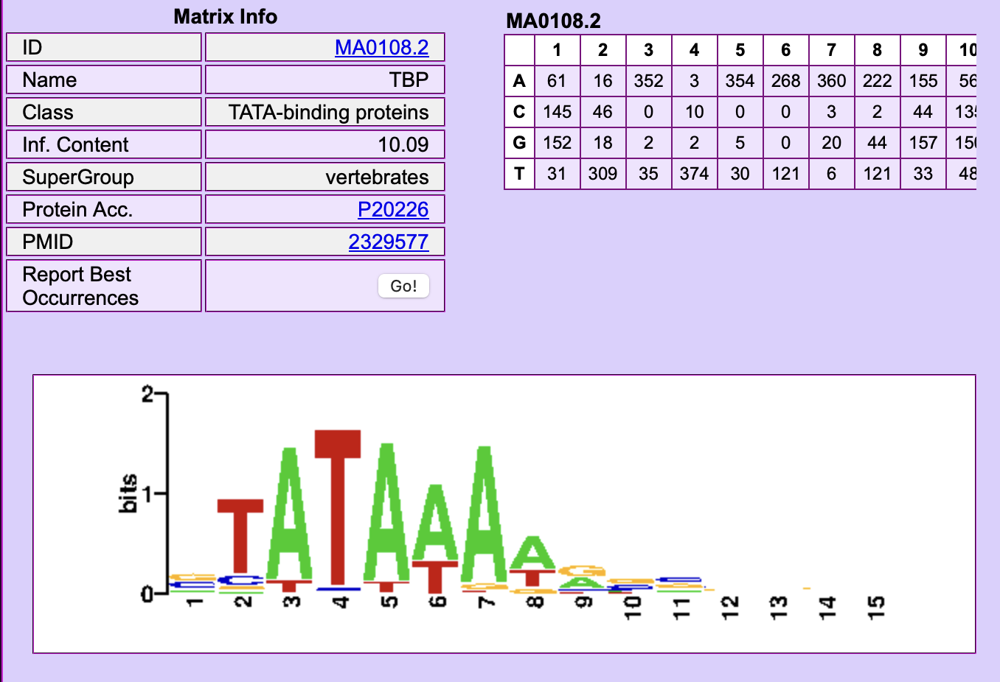 Matrix Info
ID MA0108.2
Name TBP
Class TATA-binding proteins
Inf. Content 10.09
SuperGroup vertebrates
Protein Acc. P20226
PMID 2329577
Report Best
Occurrences Go!
MA0108.2
1 2 3 4 5 6 7 8 9 10
A 61 16 352 3 354 268 360 222 155 56
C 145 46 0 10 0 0 3 2 44 135
G 152 18 2 2 5 0 20 44 157 150
T 31 309 35 374 30 121 6 121 33 48
2
1
0
bits
G T A T A A A A G G C
C C T T T G T A C G
1 2 3 4 5 6 7 8 9 10 11 12 13 14 15